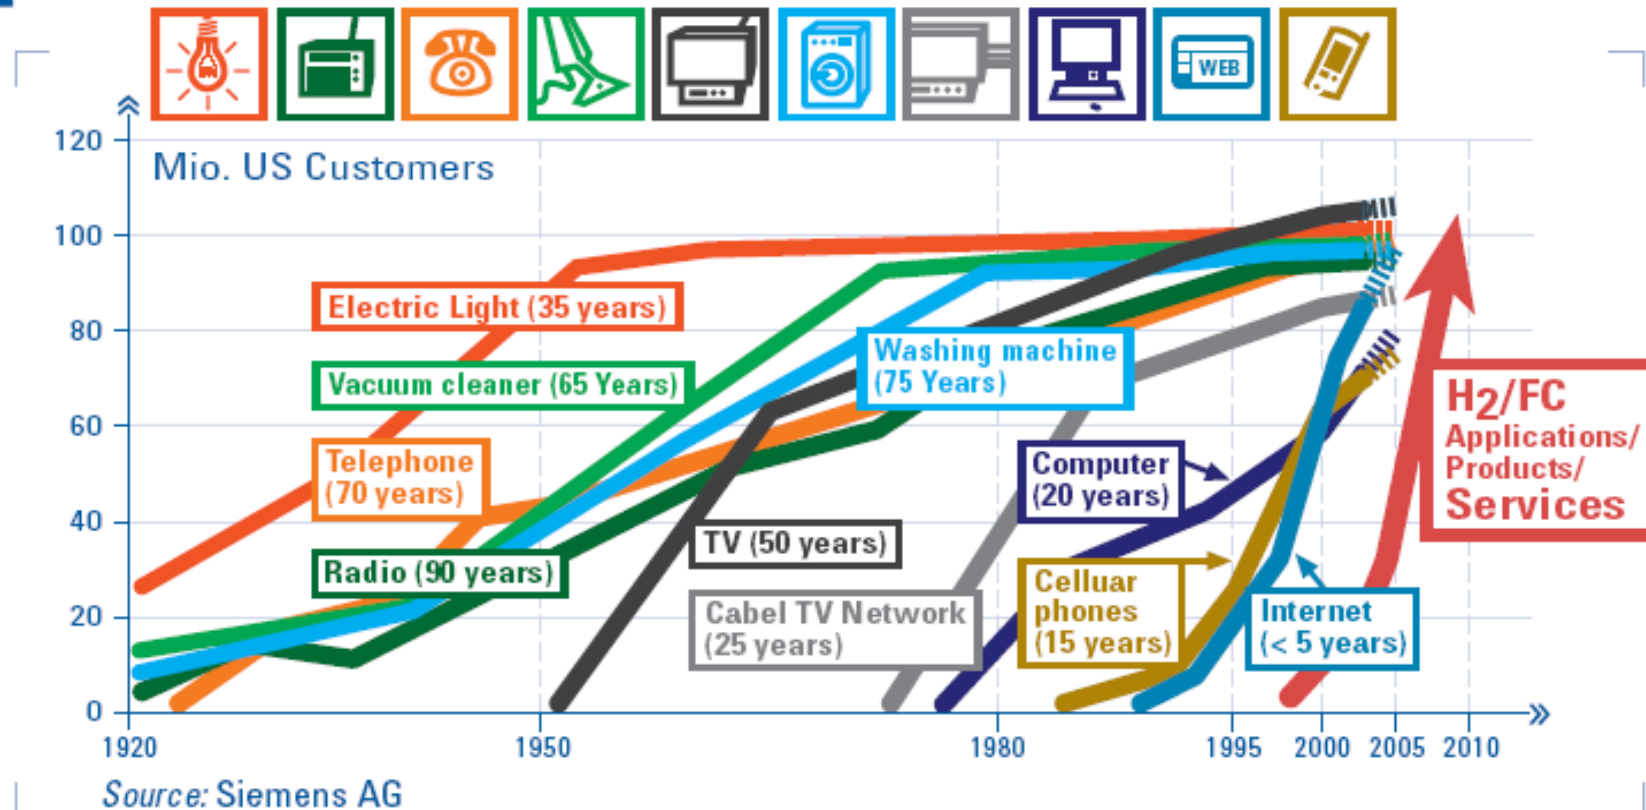 WEB
120
Mio. US Customers
100
80
60
40
20
0
Electric Light (35 years)
Vacuum cleaner (65 Years)
Telephone
(70 years)
Radio (90 years)
TV (50 years)
Cabel TV Network
(25 years)
Washing machine
(75 Years)
Computer
(20 years)
Celluar
phones
(15 years)
Internet
(< 5 years)
H2/FC
Applications/
Products/
Services
1920
1950
1980
1995
2000
2005
2010
Source: Siemens AG